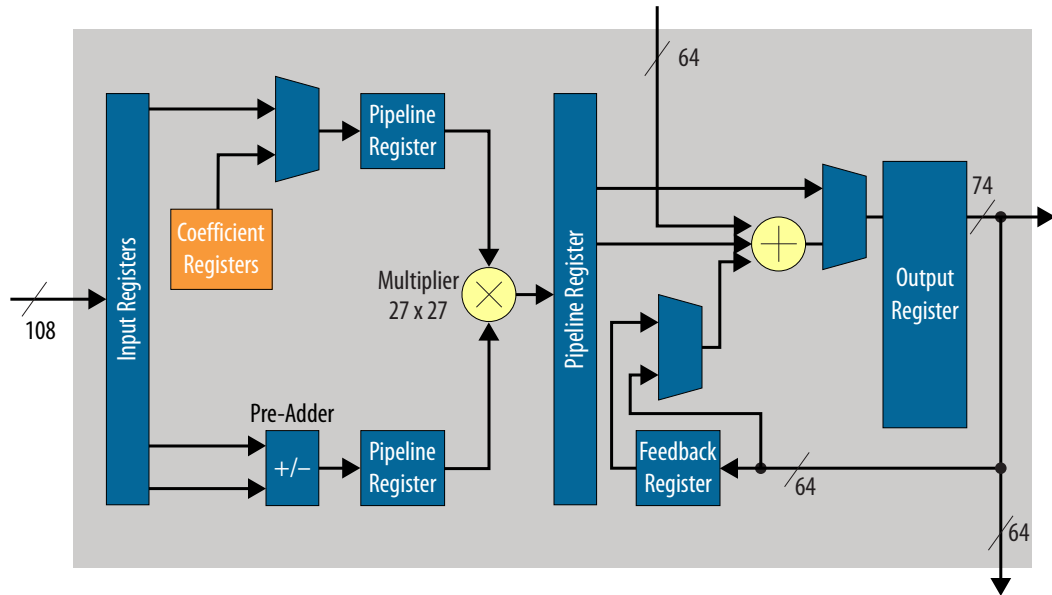 64
Pipeline
Register
Coefficient
Registers
Input Registers
108
Multiplier
27 x 27
Pipeline Register
74
Output
Register
Pre-Adder
+/−
Pipeline
Register
Feedback
Register
64
64